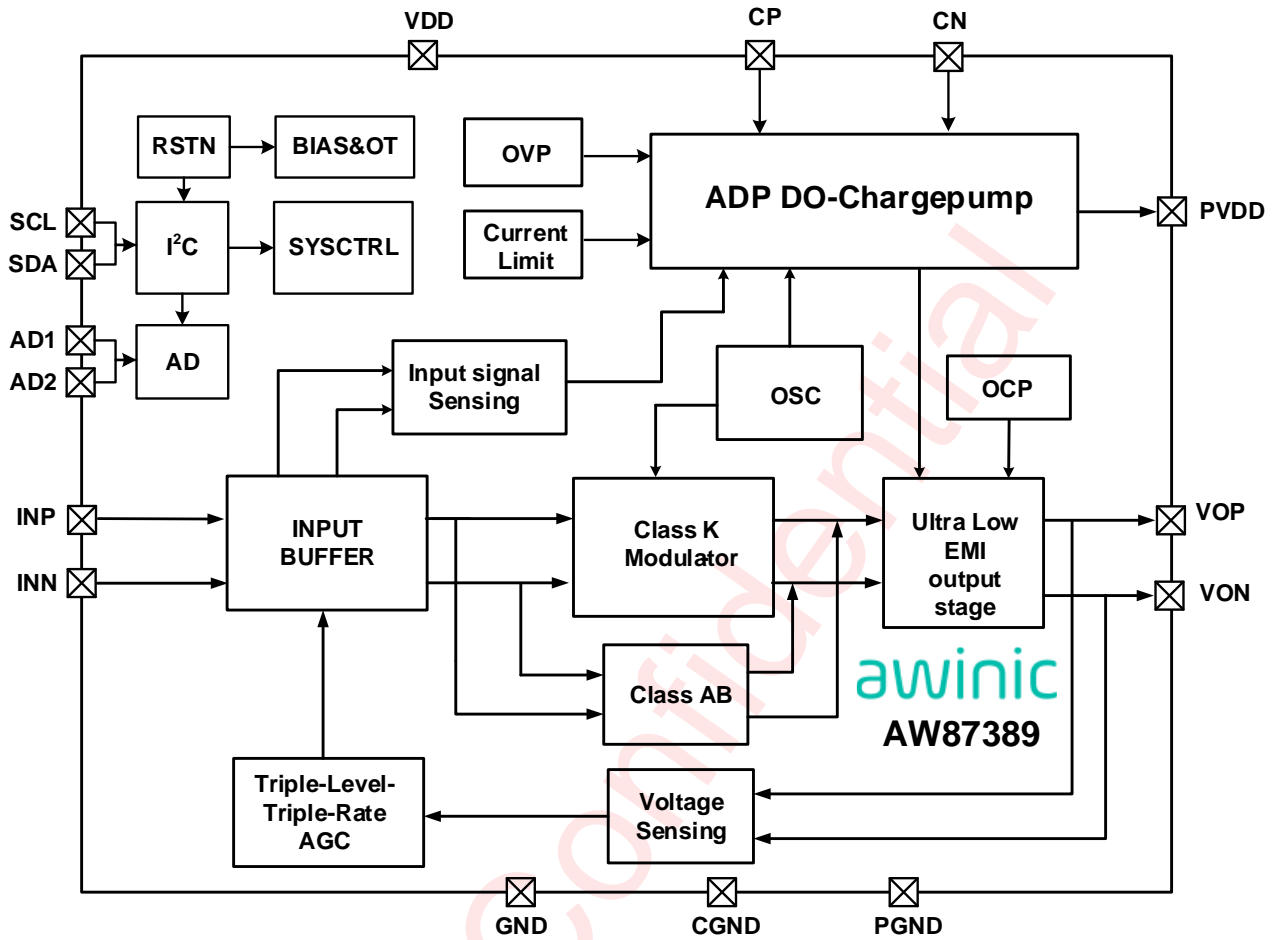 VDD
CP
CN
RSTN
BIAS&OT
OVP
ADP DO-Chargepump
SCL
SDA
I²C
SYSCTRL
Current
Limit
PVDD
AD1
AD2
AD
Input signal
Sensing
OSC
OCP
INP
INN
INPUT
BUFFER
Class K
Modulator
Ultra Low
EMI
output
stage
VOP
VON
Class AB
awinic
AW87389
Triple-Level-
Triple-Rate
AGC
Voltage
Sensing
GND
CGND
PGND
Confidential